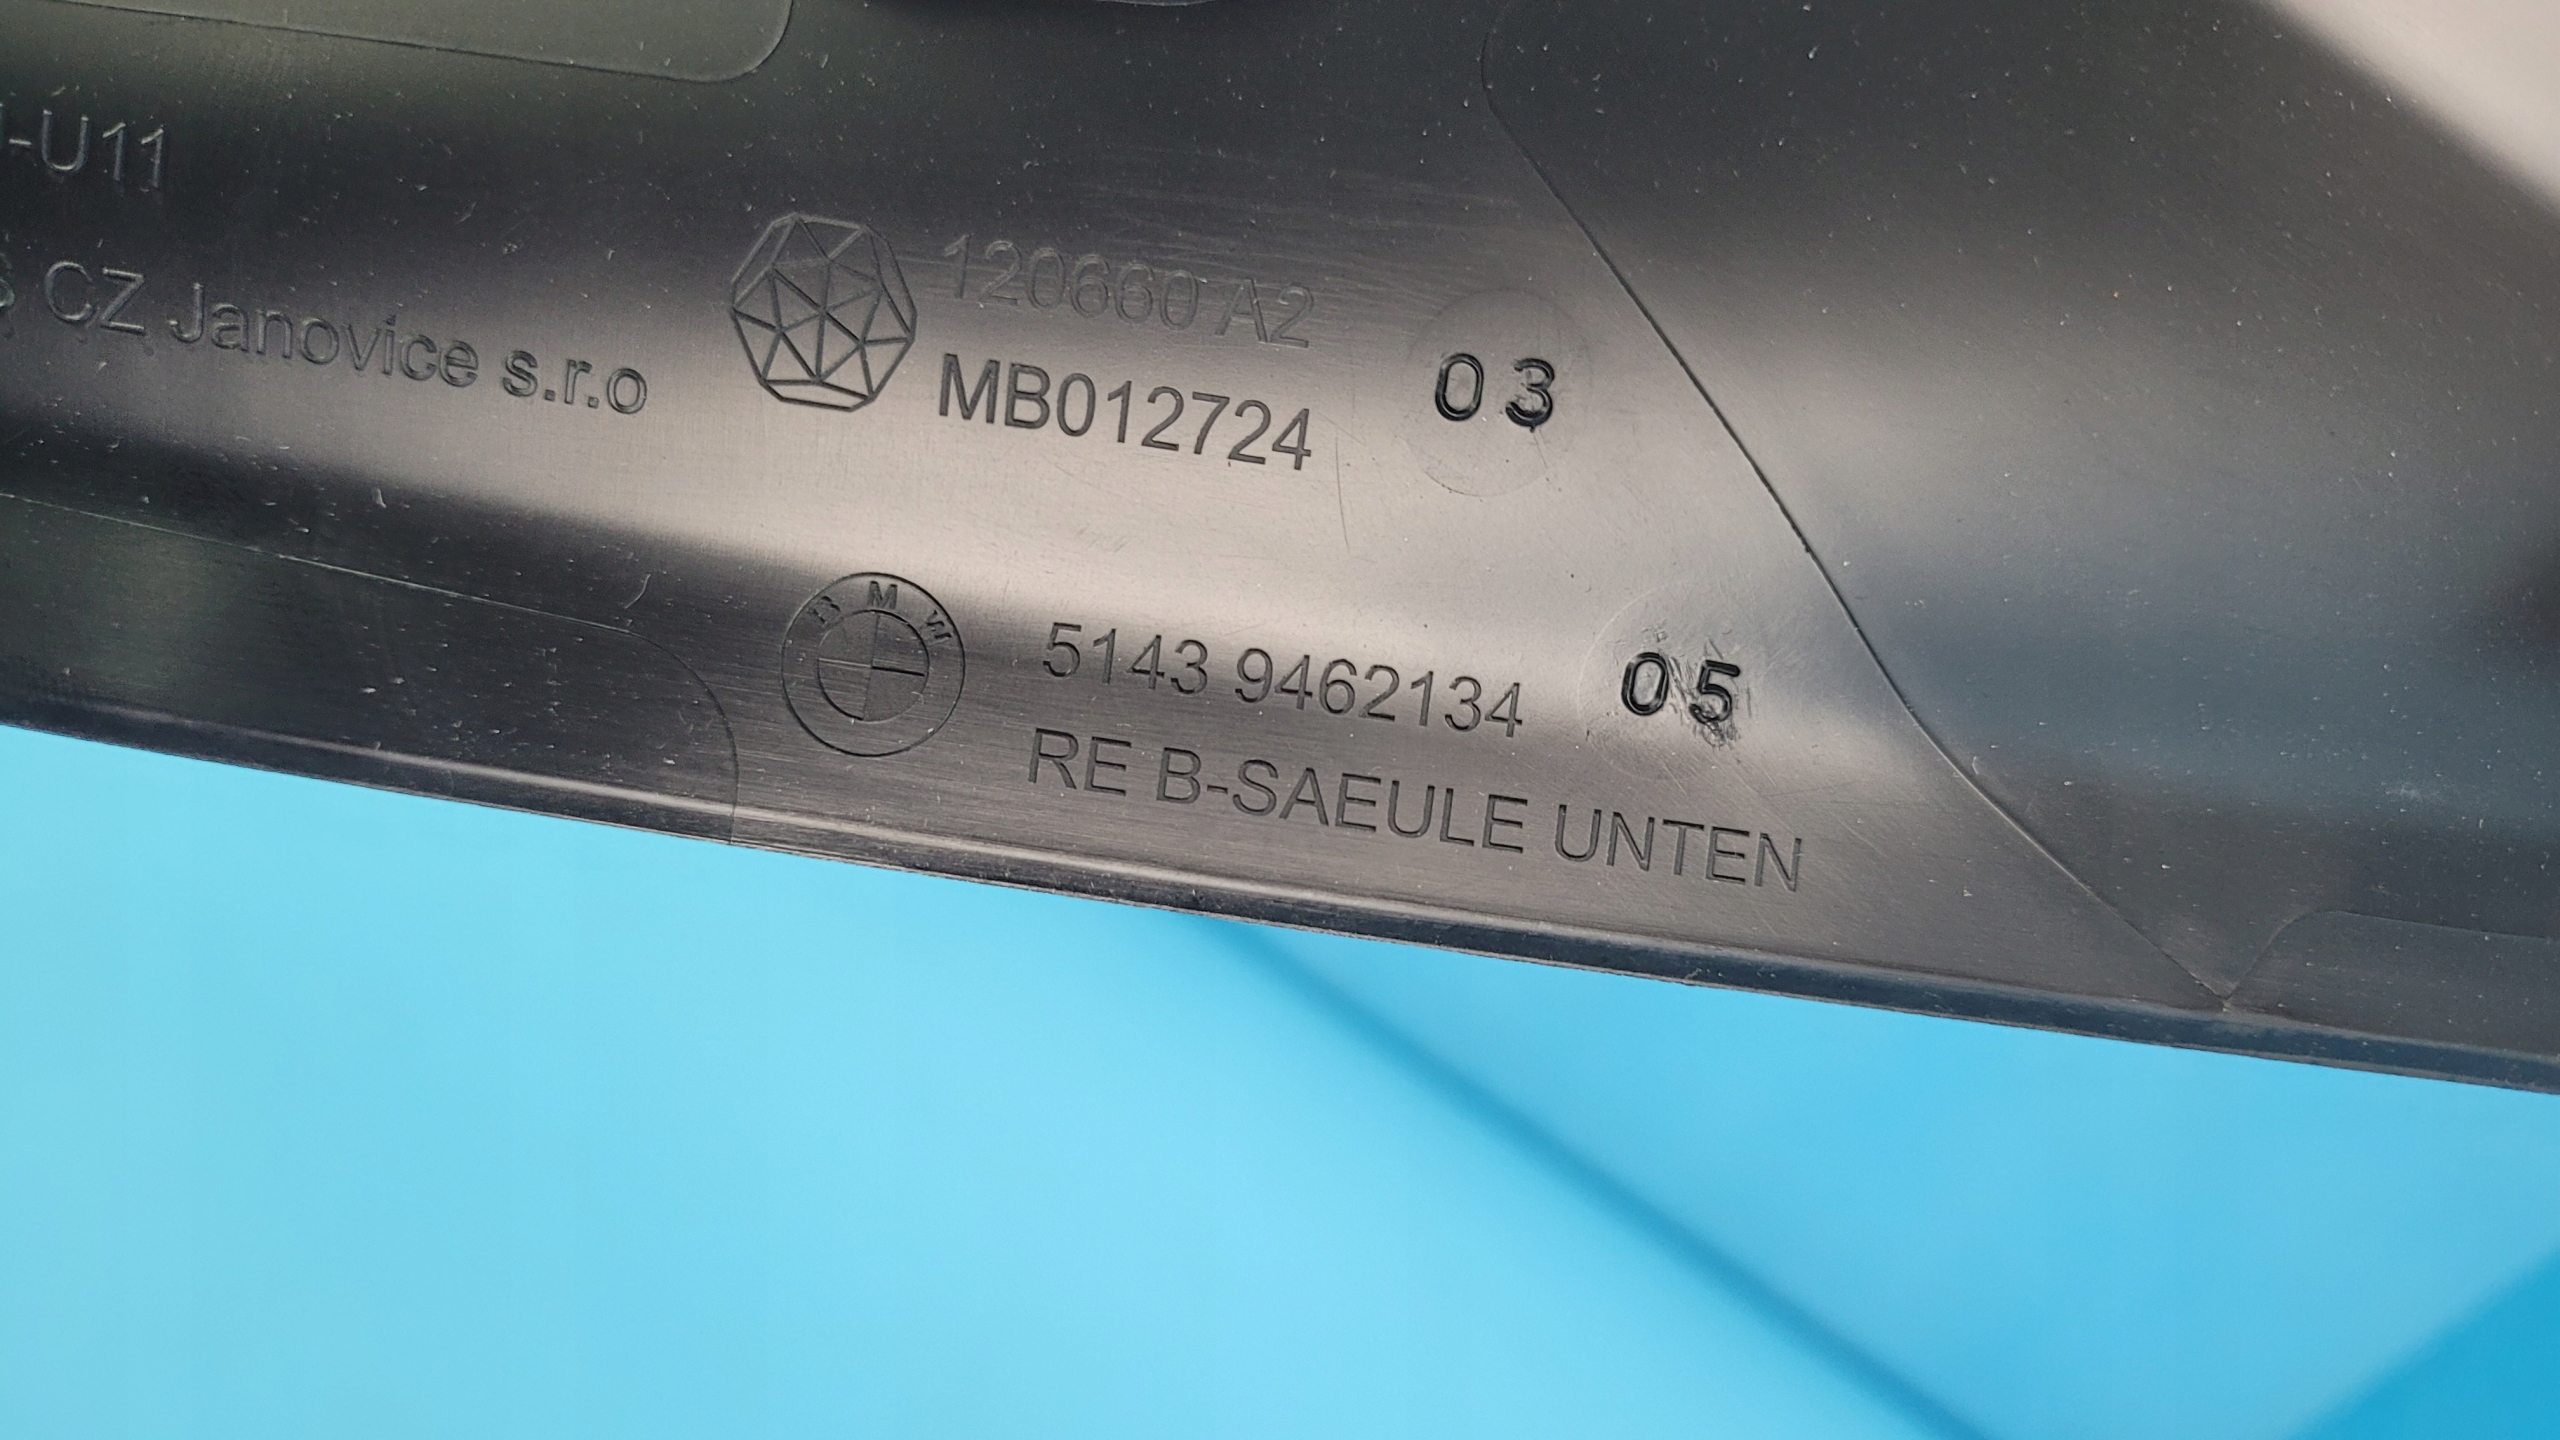 -U11
CZ Janovice s.r.o
120660 A2
MB012724
03
BMW
5143 9462134
05
RE B-SAEULE UNTEN